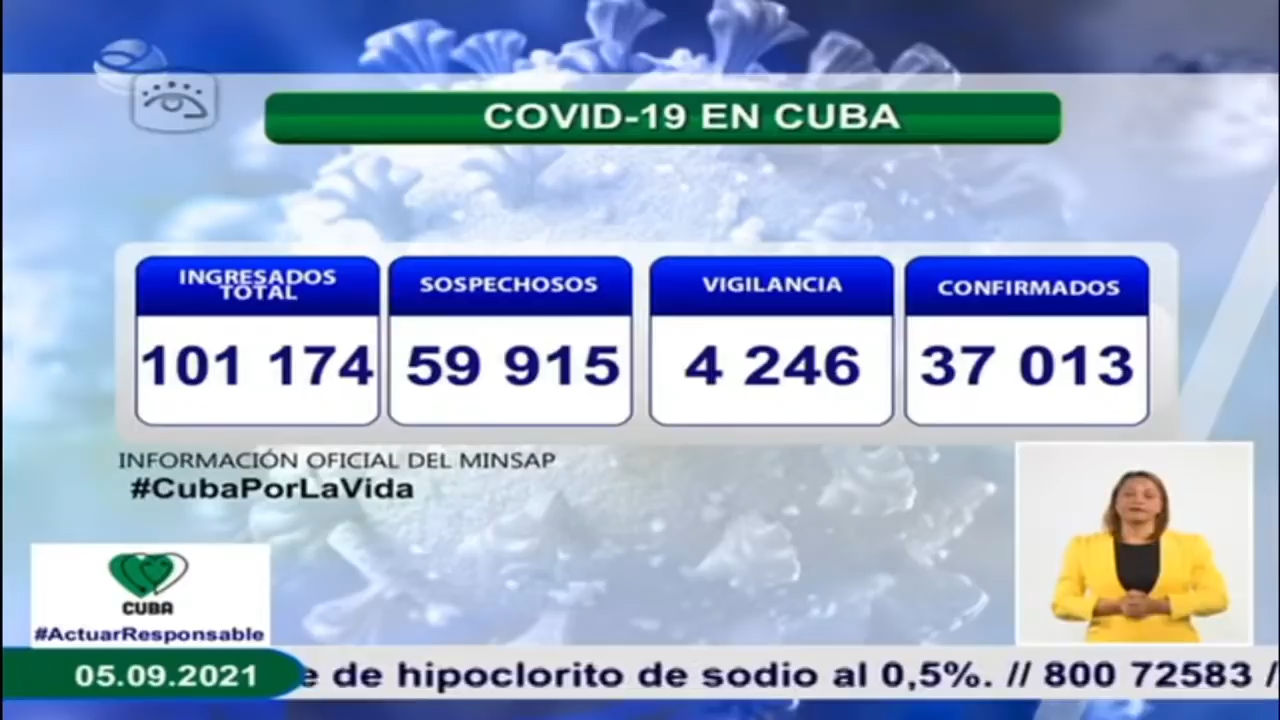 COVID-19 EN CUBA
INGRESADOS
TOTAL
101 174
SOSPECHOSOS
59 915
VIGILANCIA
4 246
CONFIRMADOS
37 013
INFORMACIÓN OFICIAL DEL MINSAP
#CubaPorLaVida
CUBA
#ActuarResponsable
05.09.2021
e de hipoclorito de sodio al 0,5%. // 800 72583 /